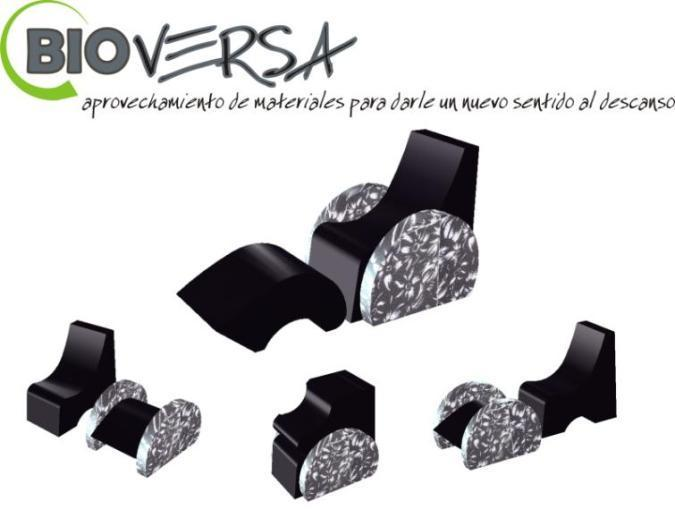 BIOVERSA
aprovechamiento de materiales para darle un nuevo sentido al descanso.